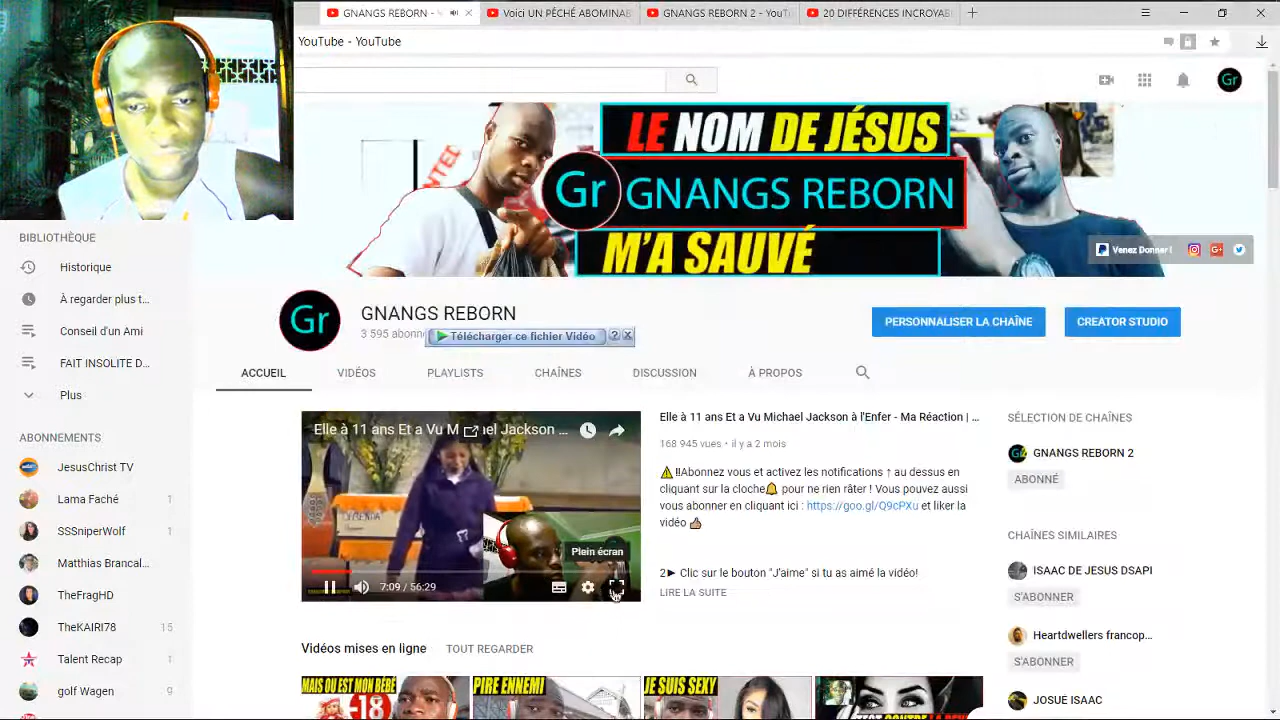 GNANGS REBORN -
Voici UN PÉCHÉ ABOMINAB
GNANGS REBORN 2 - YouT
20 DIFFÉRENCES INCROYAB
YouTube - YouTube
Gr
LE NOM DE JÉSUS
Gr GNANGS REBORN
M'A SAUVÉ
Venez Donner !
BIBLIOTHÈQUE
Historique
À regarder plus t...
Conseil d'un Ami
FAIT INSOLITE D...
Plus
ABONNEMENTS
JesusChrist TV
Lama Faché 1
SSSniperWolf 1
Matthias Brancal...
TheFragHD
TheKAIRI78 15
Talent Recap 1
golf Wagen 9
Gr
GNANGS REBORN
3 595 abonn
Télécharger ce fichier Vidéo ? X
PERSONNALISER LA CHAÎNE
CREATOR STUDIO
ACCUEIL VIDÉOS PLAYLISTS CHAÎNES DISCUSSION À PROPOS
Elle à 11 ans Et a Vu M el Jackson ...
Plein écran
7:09 / 56:29
Elle à 11 ans Et a Vu Michael Jackson à l'Enfer - Ma Réaction | ...
168 945 vues • il y a 2 mois
⚠️‼Abonnez vous et activez les notifications ↑ au dessus en
cliquant sur la cloche🔔 pour ne rien râter ! Vous pouvez aussi
vous abonner en cliquant ici : https://goo.gl/Q9cPXu et liker la
vidéo 👍
2► Clic sur le bouton "J'aime" si tu as aimé la vidéo!
LIRE LA SUITE
SÉLECTION DE CHAÎNES
GNANGS REBORN 2
ABONNÉ
CHAÎNES SIMILAIRES
ISAAC DE JESUS DSAPI
S'ABONNER
Heartdwellers francop...
S'ABONNER
JOSUE ISAAC
Vidéos mises en ligne TOUT REGARDER
MAIS OU EST MON BÉBÉ
-18
PIRE ENNEMI
JE SUIS SEXY